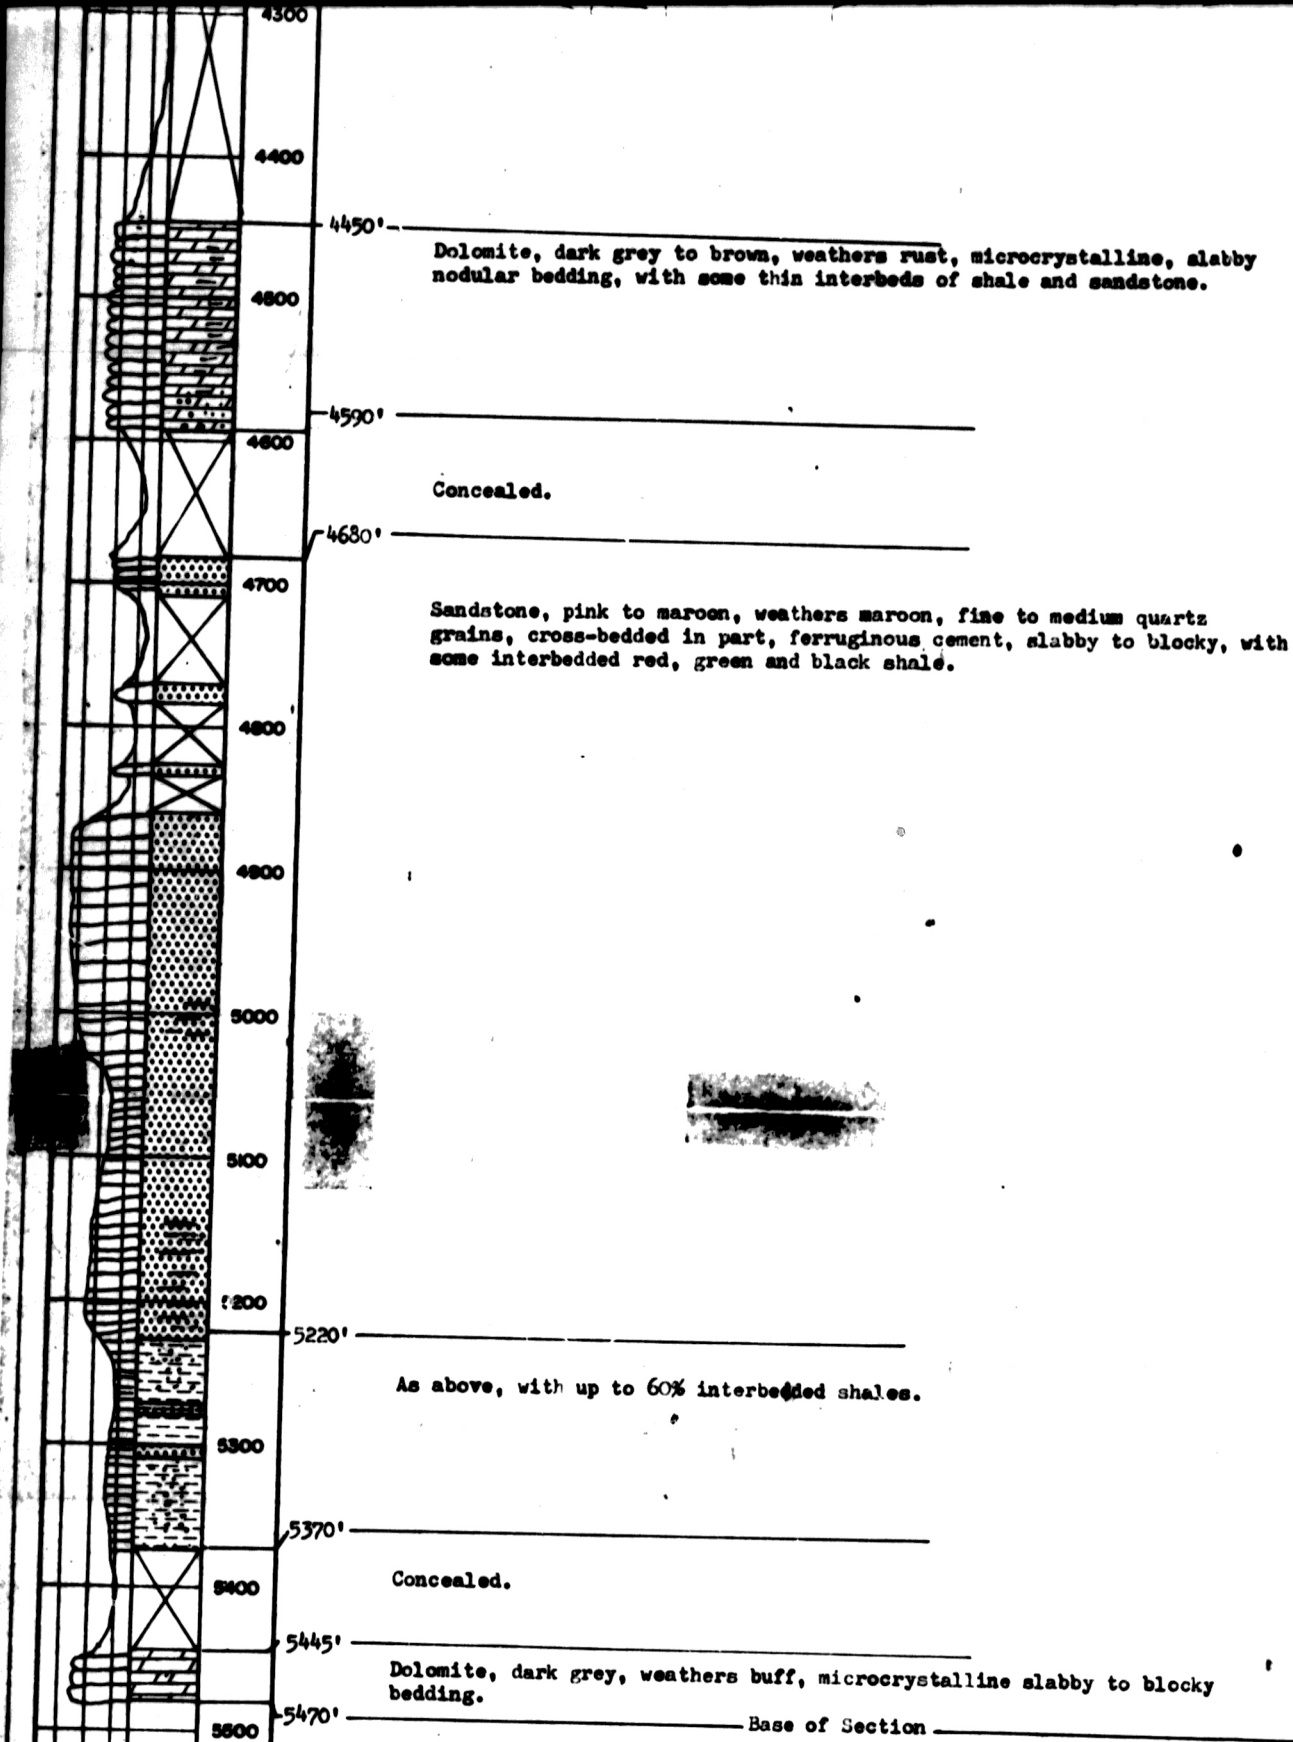 4300
4400
4450'
Dolomite, dark grey to brown, weathers rust, microcrystalline, slabby
nodular bedding, with some thin interbeds of shale and sandstone.
4500
4590'
4600
Concealed.
4680'
4700
Sandstone, pink to maroon, weathers maroon, fine to medium quartz
grains, cross-bedded in part, ferruginous cement, slabby to blocky, with
some interbedded red, green and black shale.
4800
4900
5000
5100
5200
5220'
As above, with up to 60% interbedded shales.
5300
5370'
Concealed.
5400
5445'
Dolomite, dark grey, weathers buff, microcrystalline slabby to blocky
bedding.
5470'
Base of Section
5500